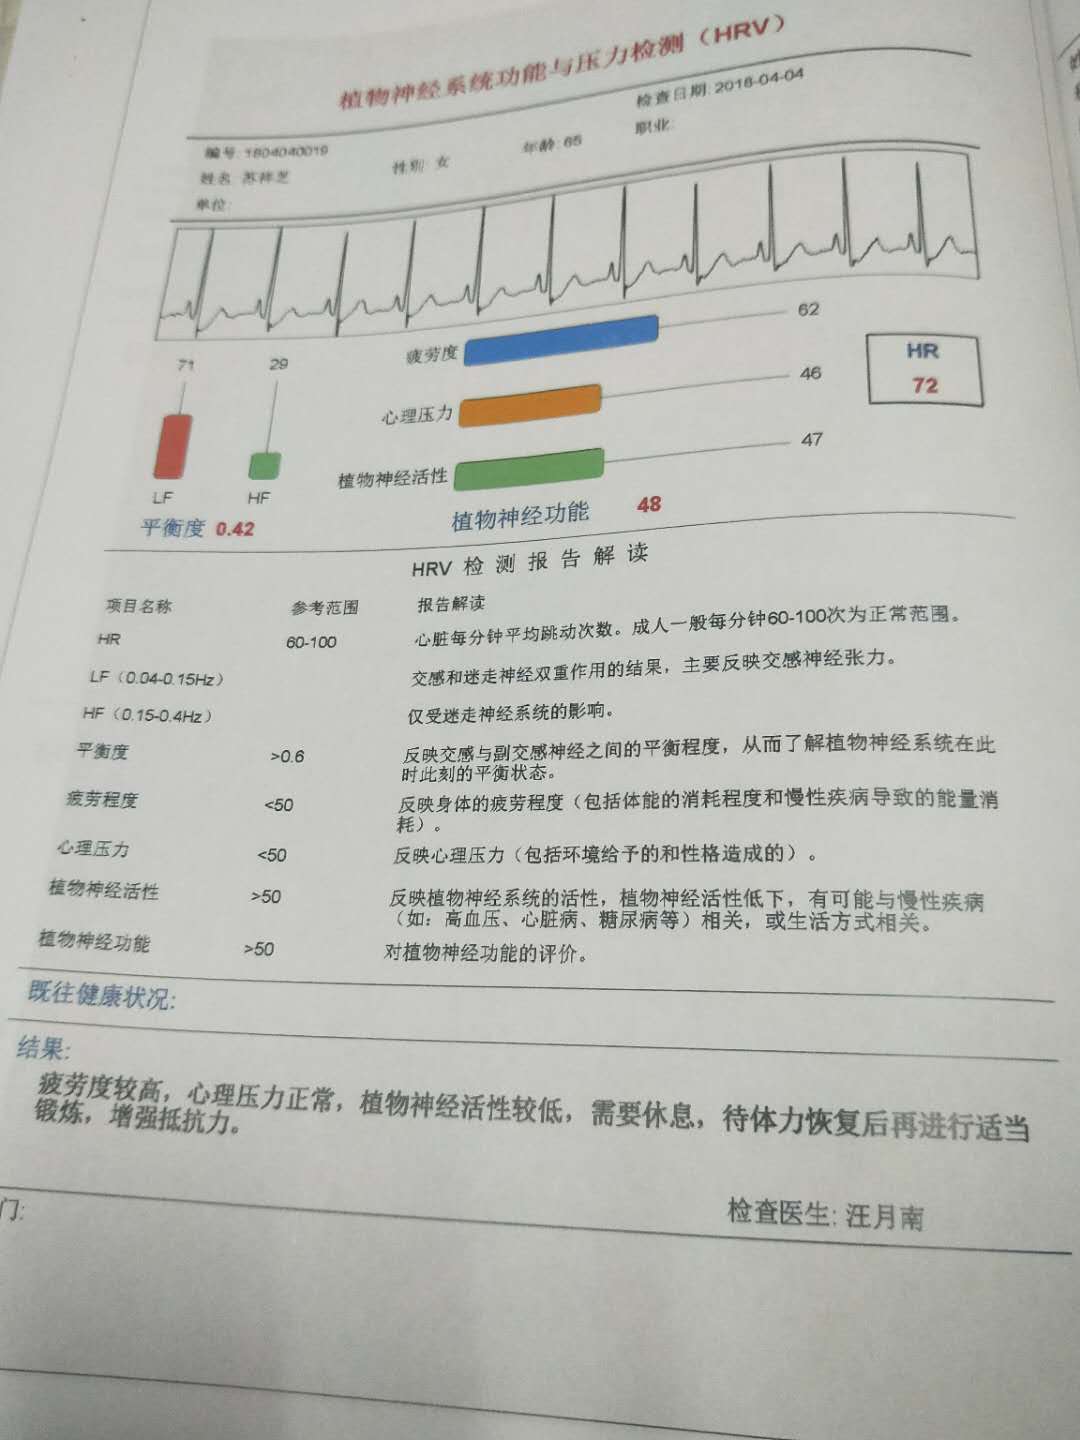 植物神经系统功能与压力检测（HRV）
检查日期: 2018-04-04
编号: 1804040019
职业:
年龄: 65
性别: 女
姓名: 苏祥芝
单位:
71 29
疲劳度 62
HR
72
心理压力 46
植物神经活性 47
LF HF
平衡度 0.42
植物神经功能 48
HRV 检 测 报 告 解 读
项目名称 参考范围 报告解读
HR 60-100 心脏每分钟平均跳动次数。成人一般每分钟60-100次为正常范围。
LF（0.04-0.15Hz） 交感和迷走神经双重作用的结果，主要反映交感神经张力。
HF（0.15-0.4Hz） 仅受迷走神经系统的影响。
平衡度 >0.6 反映交感与副交感神经之间的平衡程度，从而了解植物神经系统在此
时此刻的平衡状态。
疲劳程度 <50 反映身体的疲劳程度（包括体能的消耗程度和慢性疾病导致的能量消
耗）。
心理压力 <50 反映心理压力（包括环境给予的和性格造成的）。
植物神经活性 >50 反映植物神经系统的活性，植物神经活性低下，有可能与慢性疾病
（如：高血压、心脏病、糖尿病等）相关，或生活方式相关。
植物神经功能 >50 对植物神经功能的评价。
既往健康状况:
结果:
疲劳度较高，心理压力正常，植物神经活性较低，需要休息，待体力恢复后再进行适当
锻炼，增强抵抗力。
门:
检查医生: 汪月南